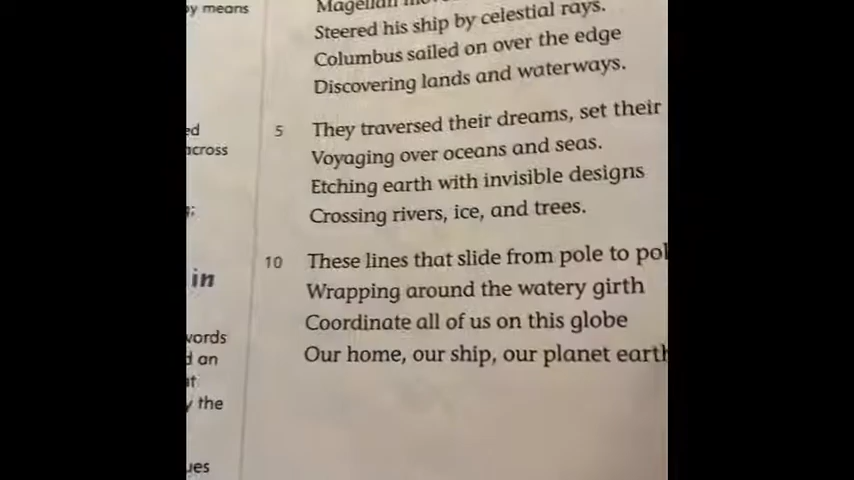 by means
Magellan
Steered his ship by celestial rays.
Columbus sailed on over the edge
Discovering lands and waterways.
5 They traversed their dreams, set their
across
Voyaging over oceans and seas.
Etching earth with invisible designs
Crossing rivers, ice, and trees.
10 These lines that slide from pole to
in
Wrapping around the watery girth
Coordinate all of us on this globe
words
Our home, our ship, our planet earth
an
the